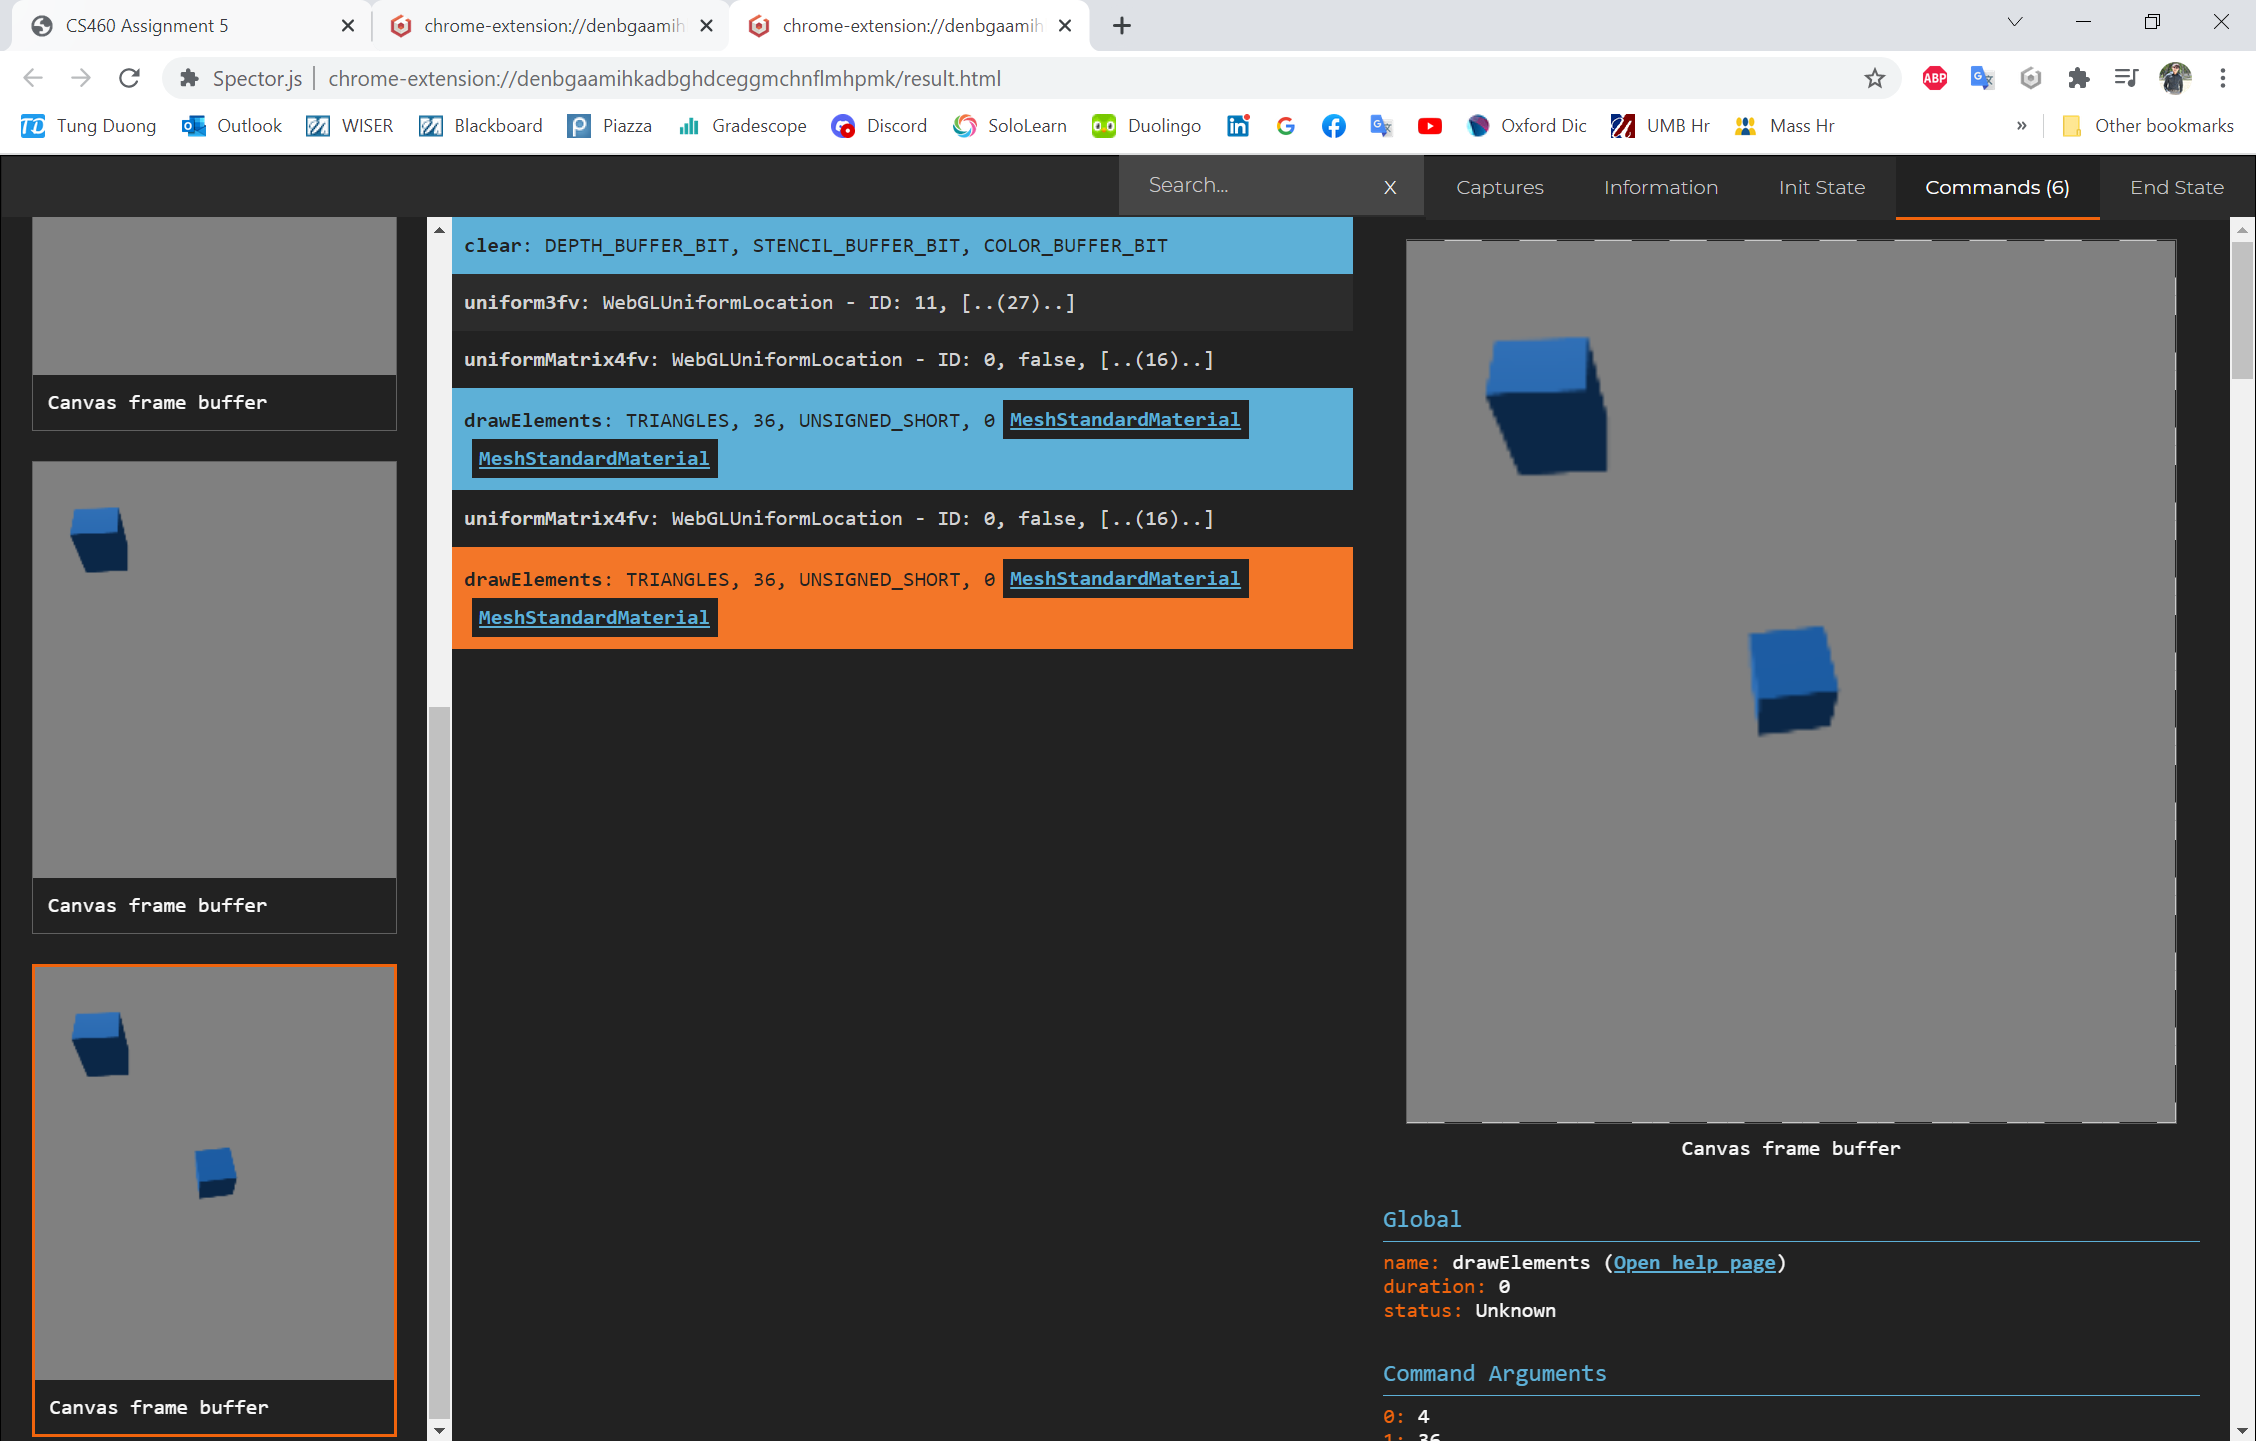 CS460 Assignment 5
chrome-extension://denbgaamih
chrome-extension://denbgaamih
Spector.js | chrome-extension://denbgaamihkadbghdceggmchnflmhpmk/result.html
ABP
TD Tung Duong Outlook WISER Blackboard Piazza Gradescope Discord SoloLearn Duolingo Oxford Dic UMB Hr Mass Hr » Other bookmarks
Search... X Captures Information Init State Commands (6) End State
Canvas frame buffer
Canvas frame buffer
Canvas frame buffer
clear: DEPTH_BUFFER_BIT, STENCIL_BUFFER_BIT, COLOR_BUFFER_BIT
uniform3fv: WebGLUniformLocation - ID: 11, [..(27)..]
uniformMatrix4fv: WebGLUniformLocation - ID: 0, false, [..(16)..]
drawElements: TRIANGLES, 36, UNSIGNED_SHORT, 0 MeshStandardMaterial
MeshStandardMaterial
uniformMatrix4fv: WebGLUniformLocation - ID: 0, false, [..(16)..]
drawElements: TRIANGLES, 36, UNSIGNED_SHORT, 0 MeshStandardMaterial
MeshStandardMaterial
Canvas frame buffer
Global
name: drawElements (Open help page)
duration: 0
status: Unknown
Command Arguments
0: 4
1: 36